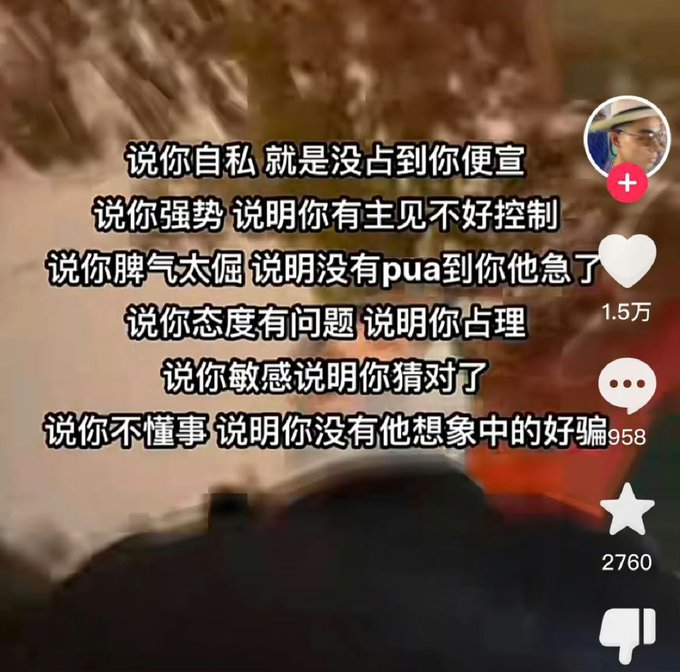 说你自私 就是没占到你便宜
说你强势 说明你有主见不好控制
说你脾气太倔 说明没有pua到你他急了
说你态度有问题 说明你占理
说你敏感说明你猜对了
说你不懂事 说明你没有他想象中的好骗
1.5万
958
2760